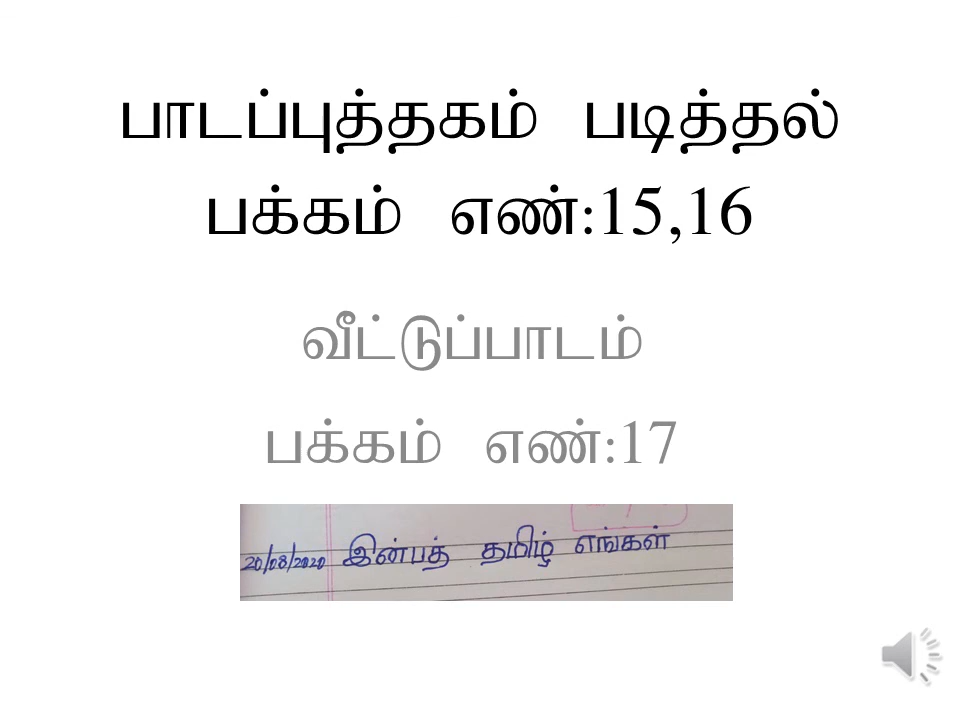 பாடப்புத்தகம் படித்தல்
பக்கம் எண்:15,16
வீட்டுப்பாடம்
பக்கம் எண்:17
20/08/2020 இன்பத் தமிழ் எங்கள்